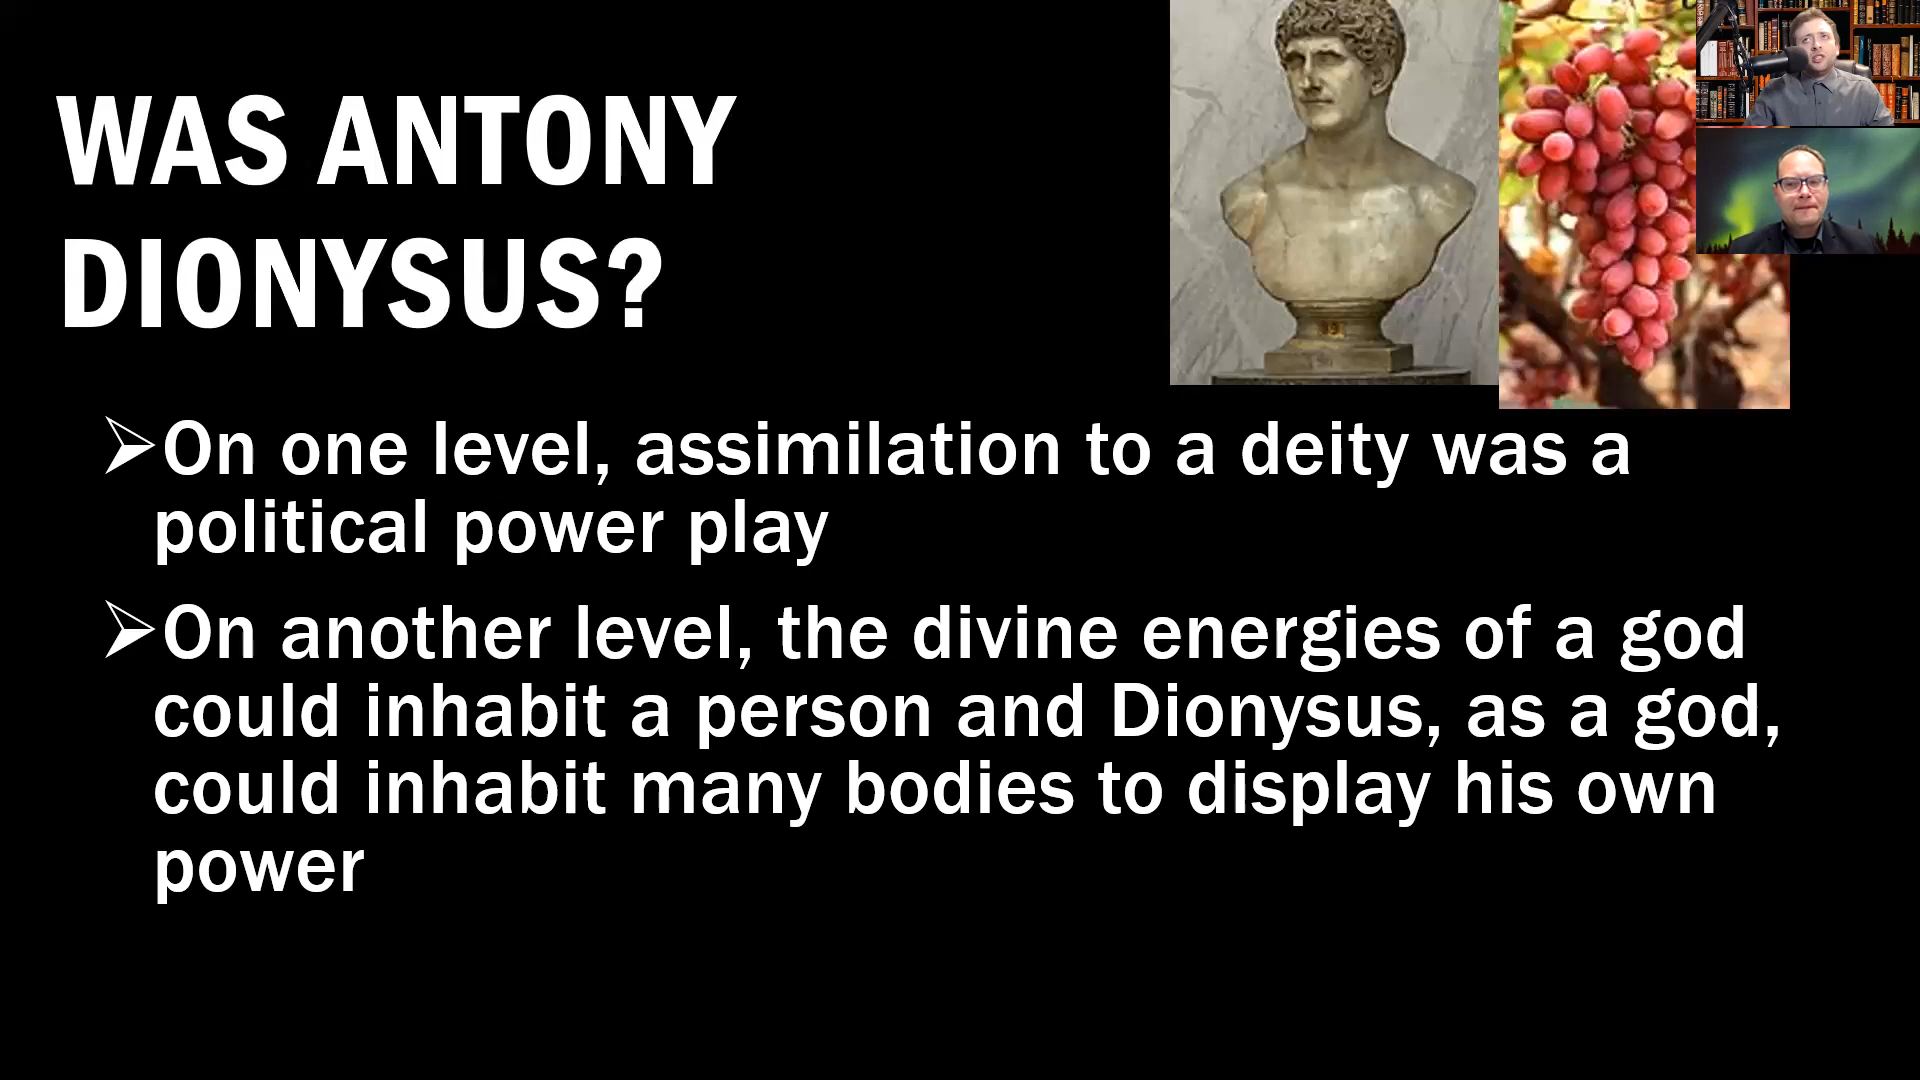 WAS ANTONY
DIONYSUS?
➢On one level, assimilation to a deity was a
political power play
➢On another level, the divine energies of a god
could inhabit a person and Dionysus, as a god,
could inhabit many bodies to display his own
power